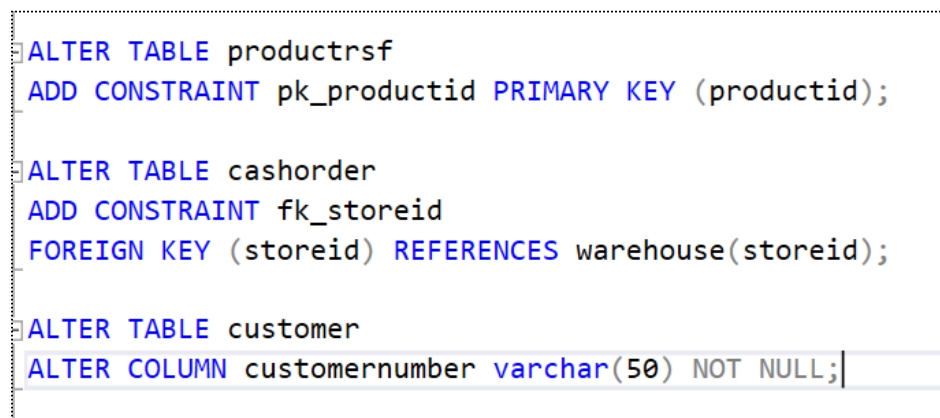 ALTER TABLE productrsf
ADD CONSTRAINT pk_productid PRIMARY KEY (productid);
ALTER TABLE cashorder
ADD CONSTRAINT fk_storeid
FOREIGN KEY (storeid) REFERENCES warehouse(storeid);
ALTER TABLE customer
ALTER COLUMN customernumber varchar(50) NOT NULL;